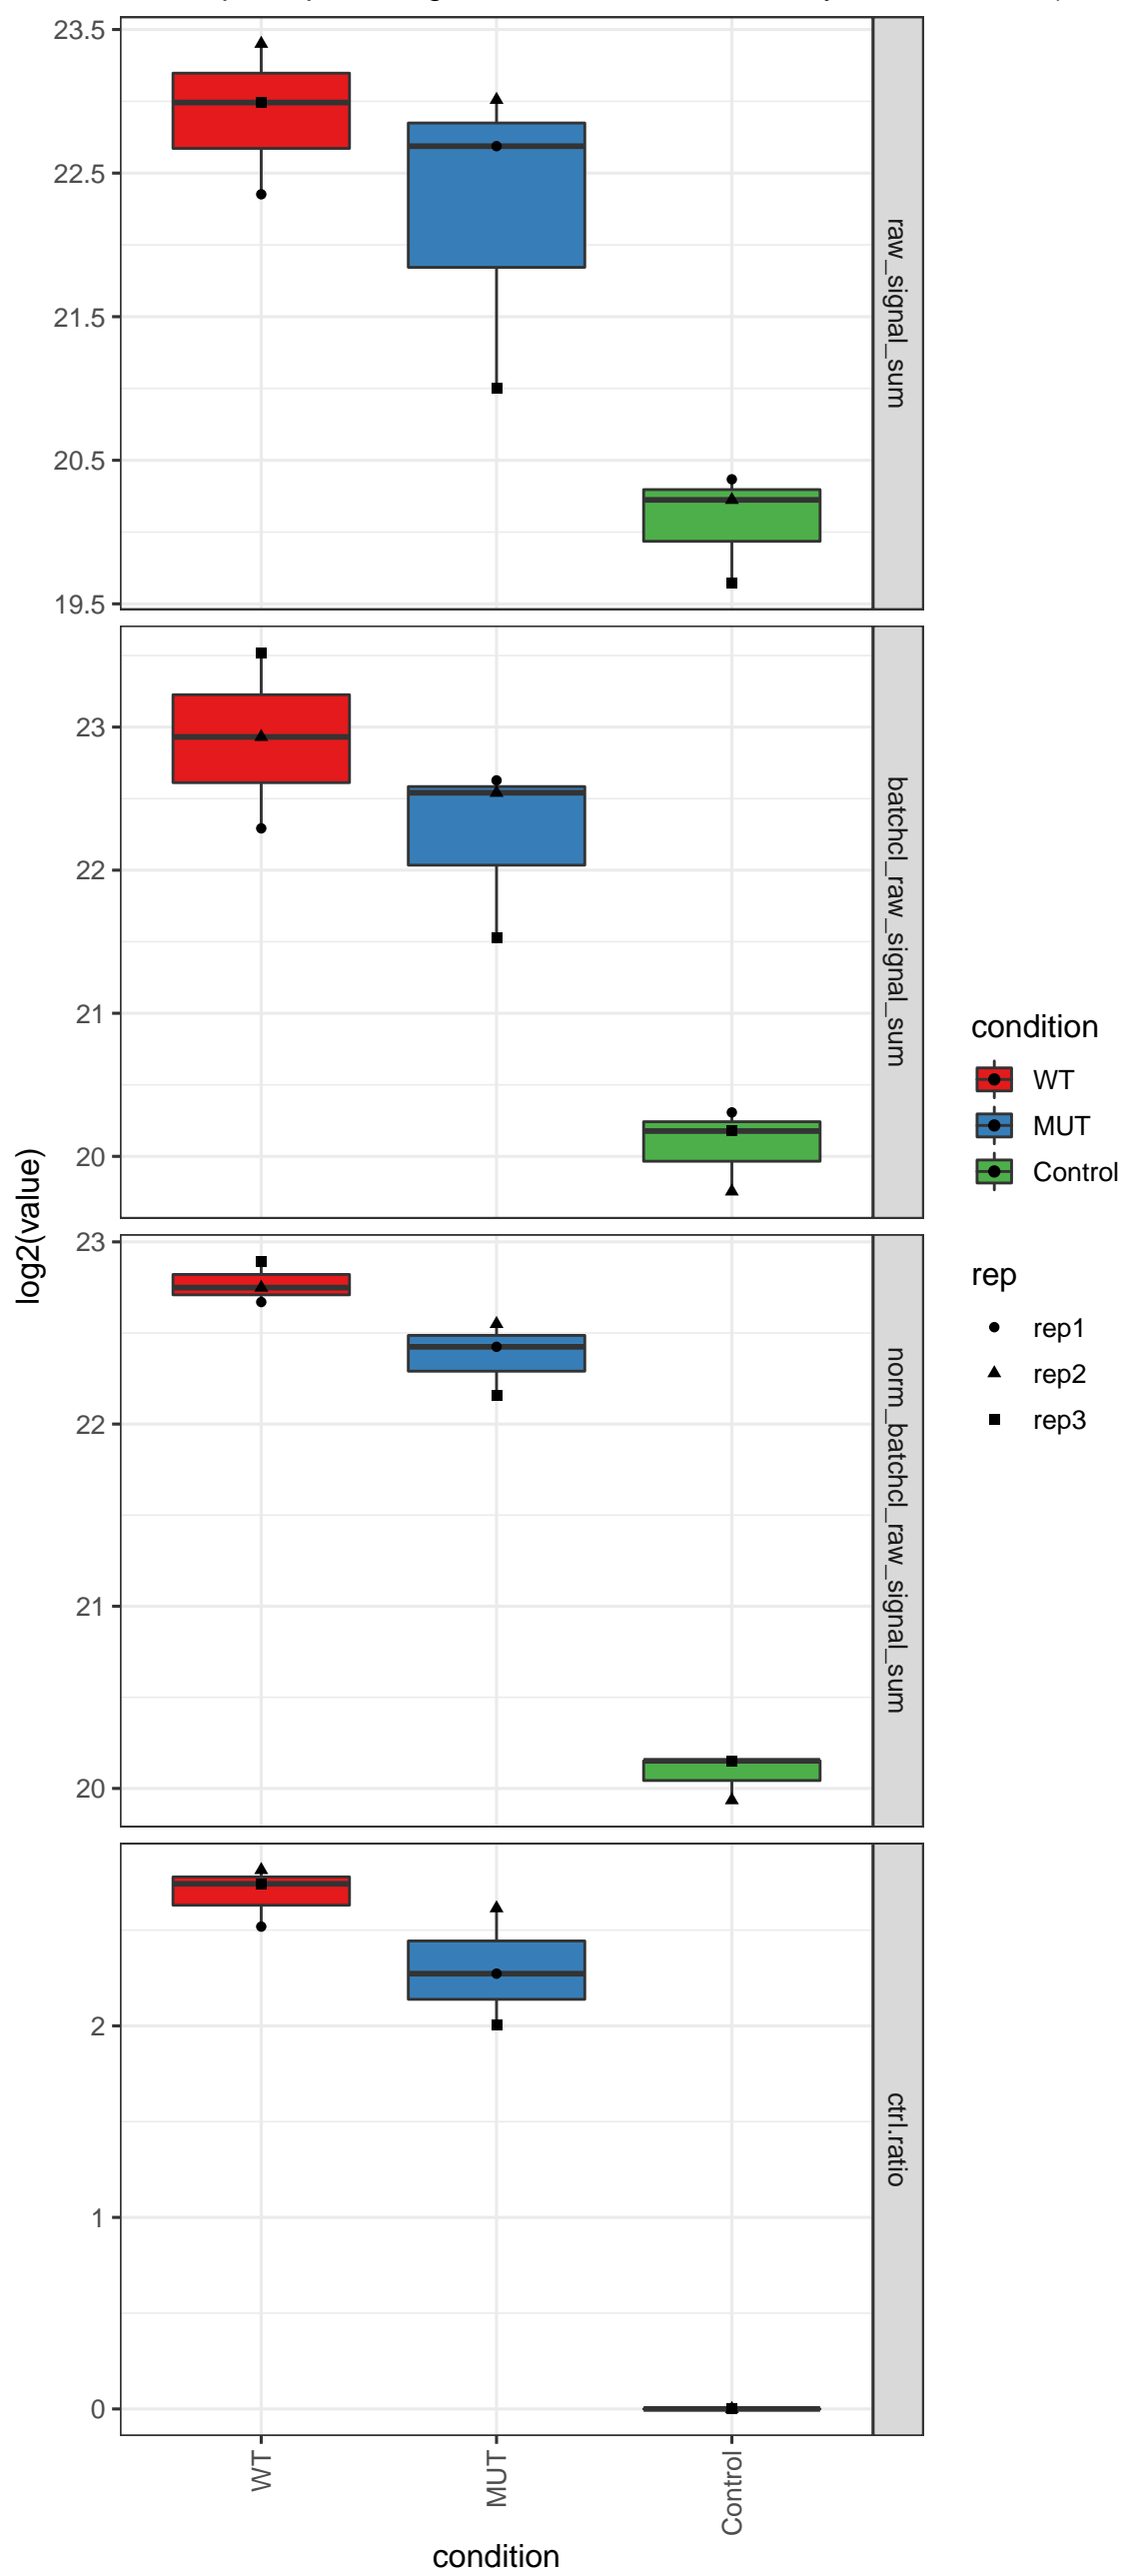 23.5
22.5
21.5
20.5
19.5
raw_signal_sum
23
22
21
20
batchcl_raw_signal_sum
23
22
21
20
norm_batchcl_raw_signal_sum
2
1
0
ctrl.ratio
log2(value)
WT
MUT
Control
condition
condition
WT
MUT
Control
rep
rep1
rep2
rep3